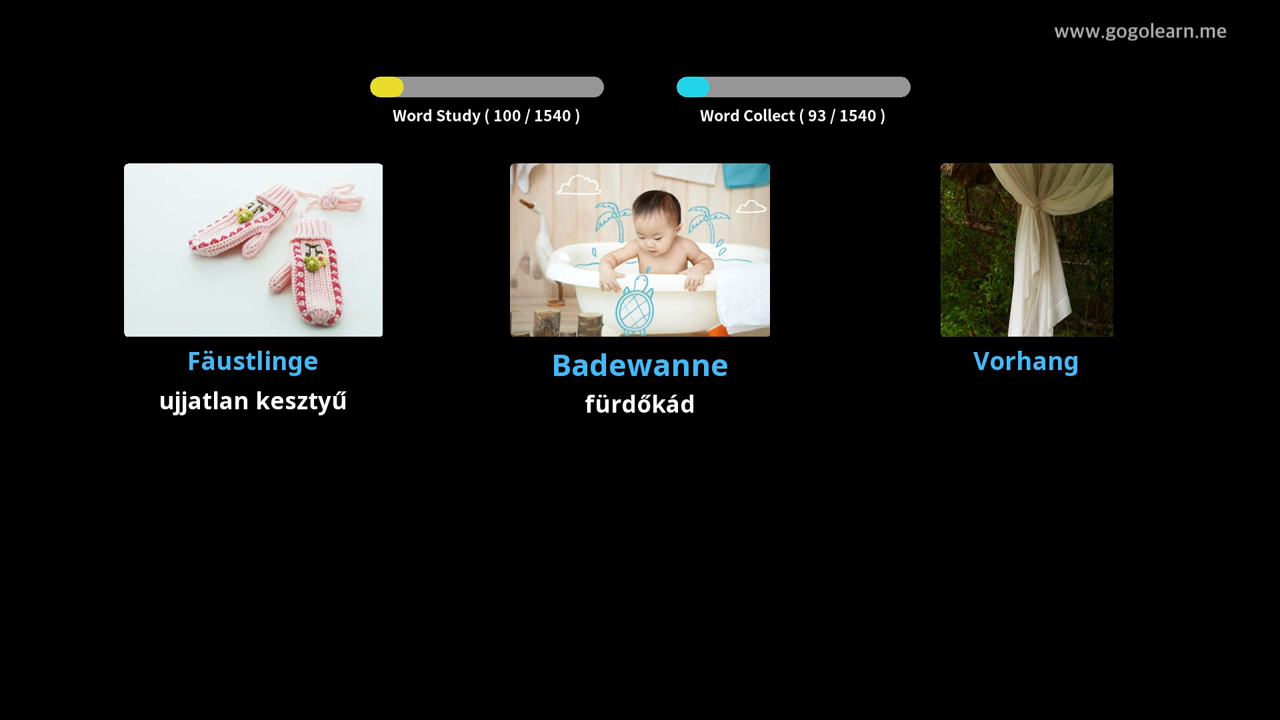 www.gogolearn.me
Word Study ( 100 / 1540 )
Word Collect ( 93 / 1540 )
Fäustlinge
Badewanne
Vorhang
ujjatlan kesztyű
fürdőkád